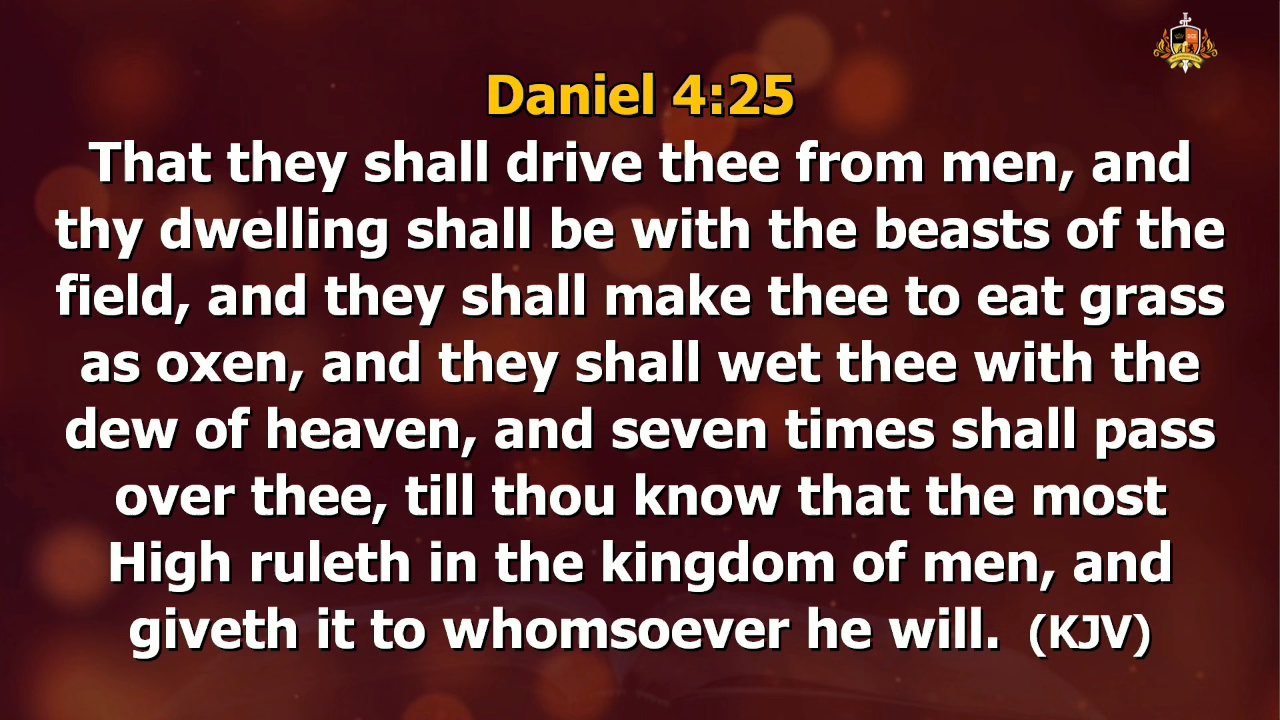 Daniel 4:25
That they shall drive thee from men, and
thy dwelling shall be with the beasts of the
field, and they shall make thee to eat grass
as oxen, and they shall wet thee with the
dew of heaven, and seven times shall pass
over thee, till thou know that the most
High ruleth in the kingdom of men, and
giveth it to whomsoever he will. (KJV)